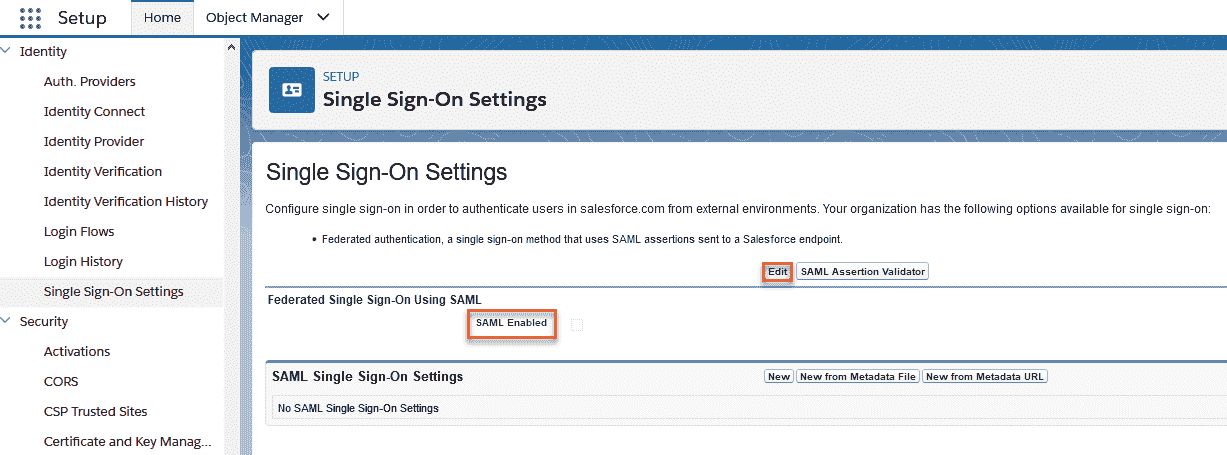 Setup
Home
Object Manager
Identity
Auth. Providers
Identity Connect
Identity Provider
Identity Verification
Identity Verification History
Login Flows
Login History
Single Sign-On Settings
Security
Activations
CORS
CSP Trusted Sites
Certificate and Key Manag...
SETUP
Single Sign-On Settings
Single Sign-On Settings
Configure single sign-on in order to authenticate users in salesforce.com from external environments. Your organization has the following options available for single sign-on:
• Federated authentication, a single sign-on method that uses SAML assertions sent to a Salesforce endpoint.
Edit SAML Assertion Validator
Federated Single Sign-On Using SAML
SAML Enabled
SAML Single Sign-On Settings New New from Metadata File New from Metadata URL
No SAML Single Sign-On Settings